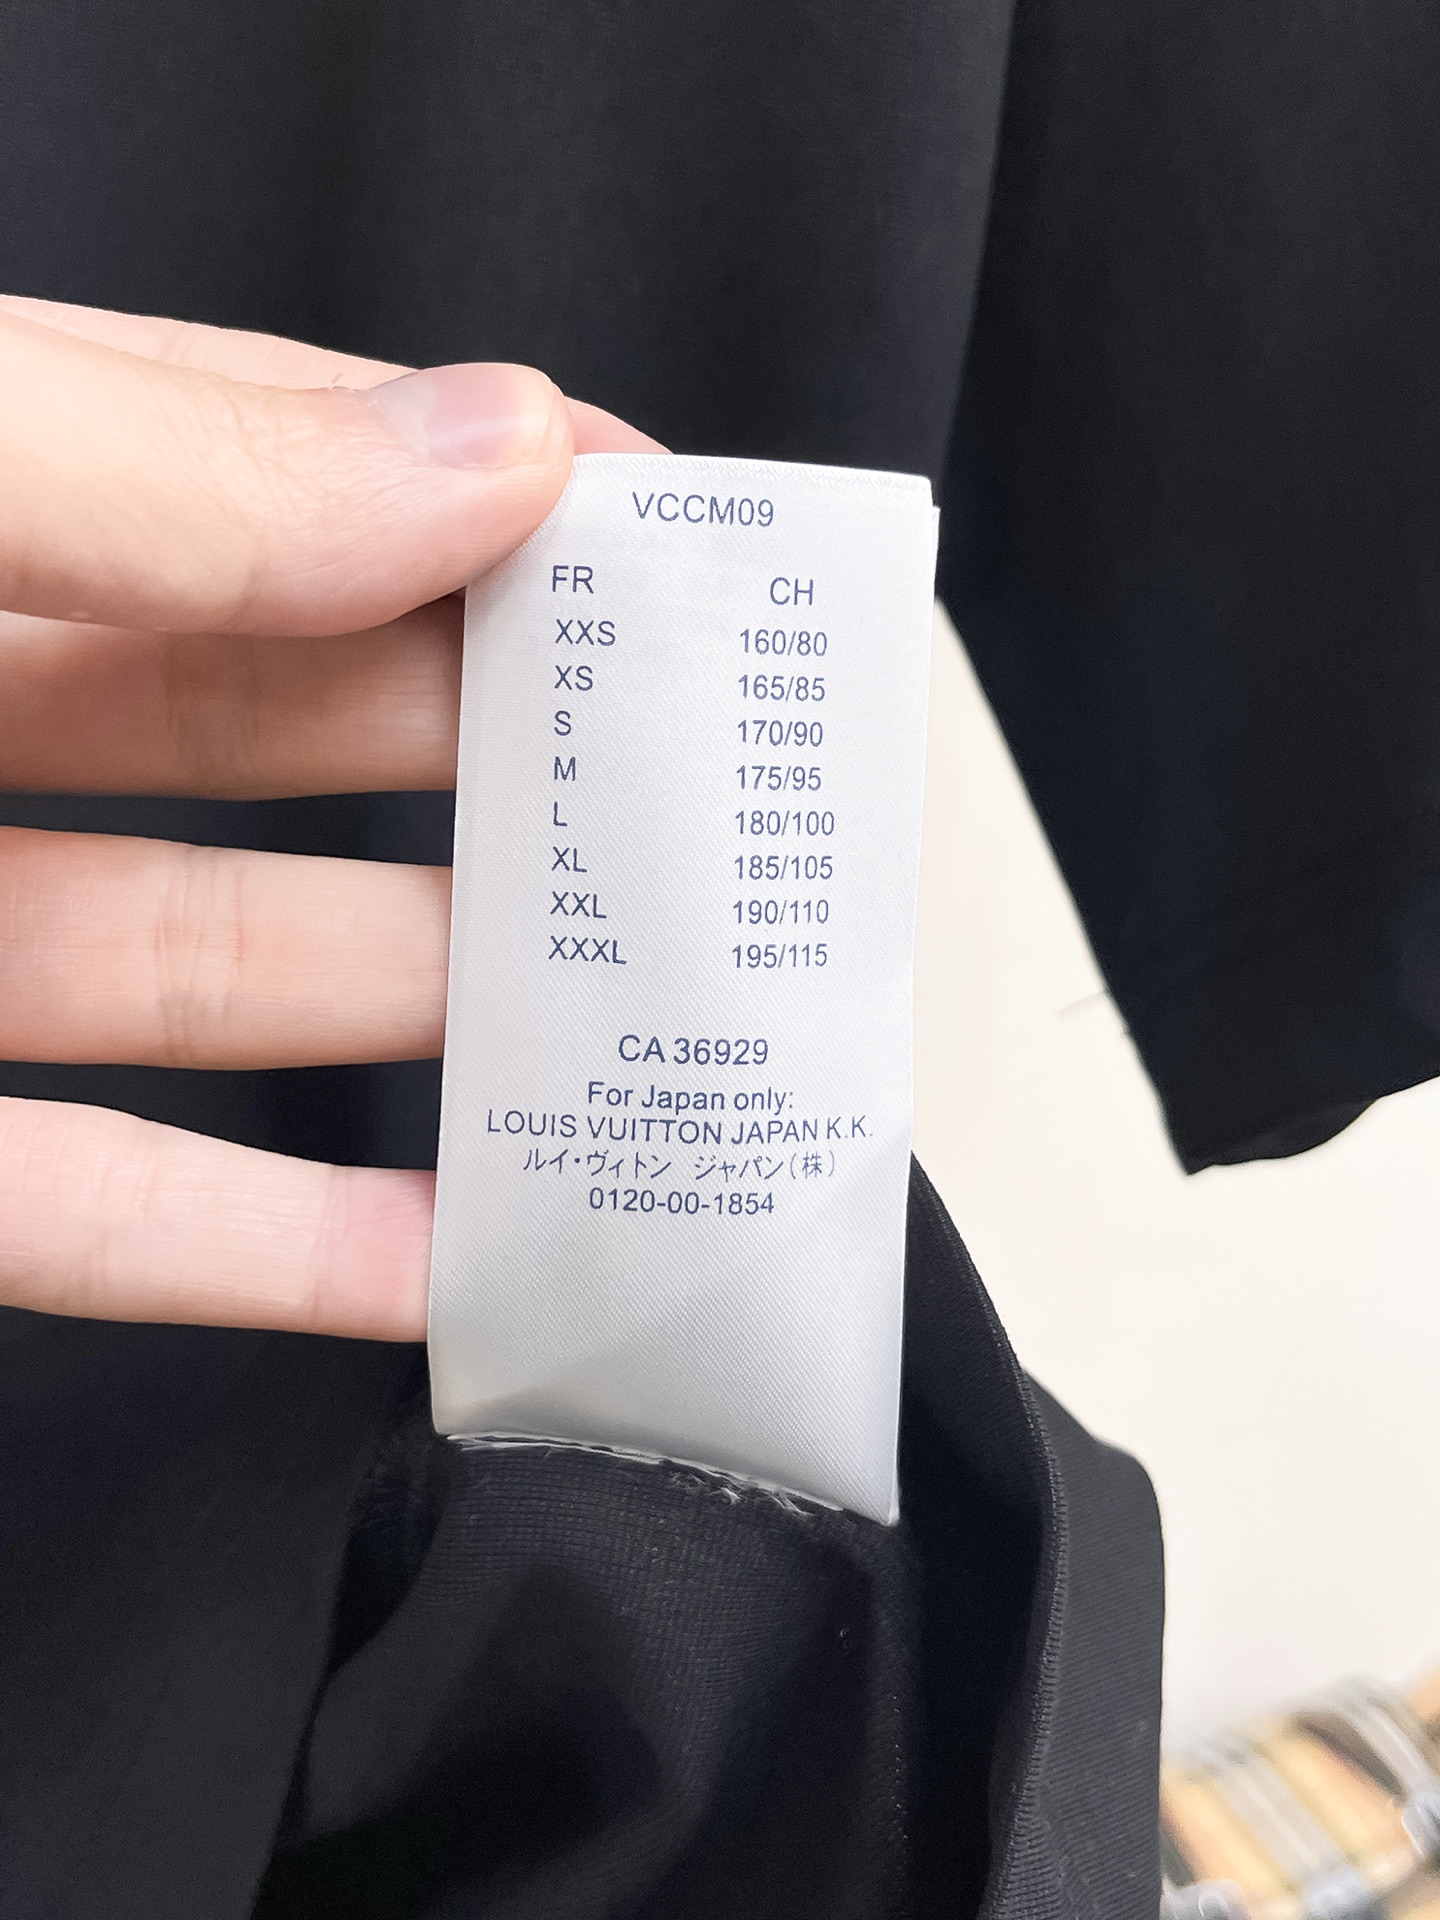 VCCM09
FR CH
XXS 160/80
XS 165/85
S 170/90
M 175/95
L 180/100
XL 185/105
XXL 190/110
XXXL 195/115
CA 36929
For Japan only:
LOUIS VUITTON JAPAN K.K.
ルイ・ヴィトン ジャパン(株)
0120-00-1854